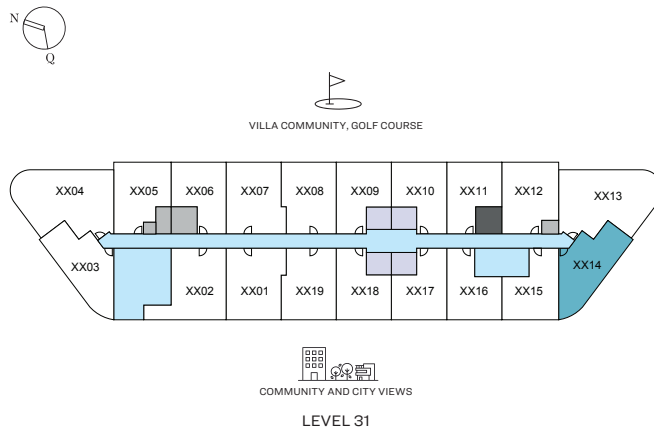 N
Q
VILLA COMMUNITY, GOLF COURSE
XX04 XX05 XX06 XX07 XX08 XX09 XX10 XX11 XX12 XX13
XX03 XX14
XX02 XX01 XX19 XX18 XX17 XX16 XX15
COMMUNITY AND CITY VIEWS
LEVEL 31